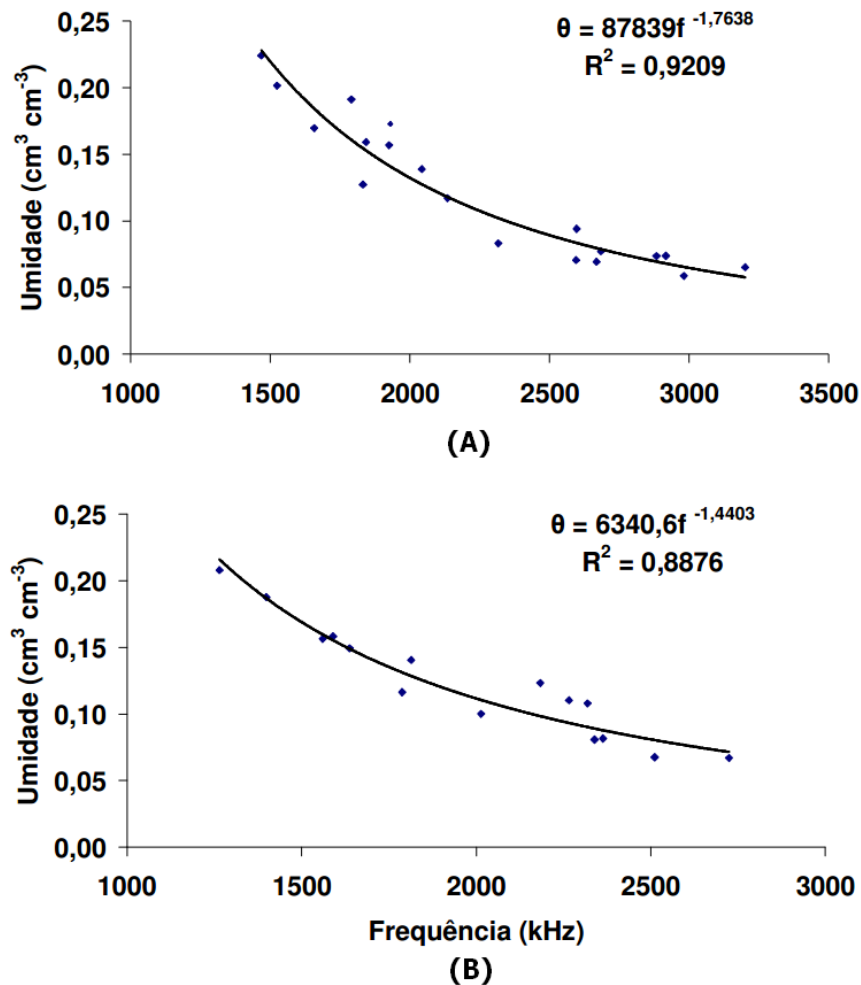 θ = 87839f ⁻¹,⁷⁶³⁸
R² = 0,9209
Umidade (cm³ cm⁻³)
0,25
0,20
0,15
0,10
0,05
0,00
1000 1500 2000 2500 3000 3500
(A)
θ = 6340,6f ⁻¹,⁴⁴⁰³
R² = 0,8876
Umidade (cm³ cm⁻³)
0,25
0,20
0,15
0,10
0,05
0,00
1000 1500 2000 2500 3000
Frequência (kHz)
(B)